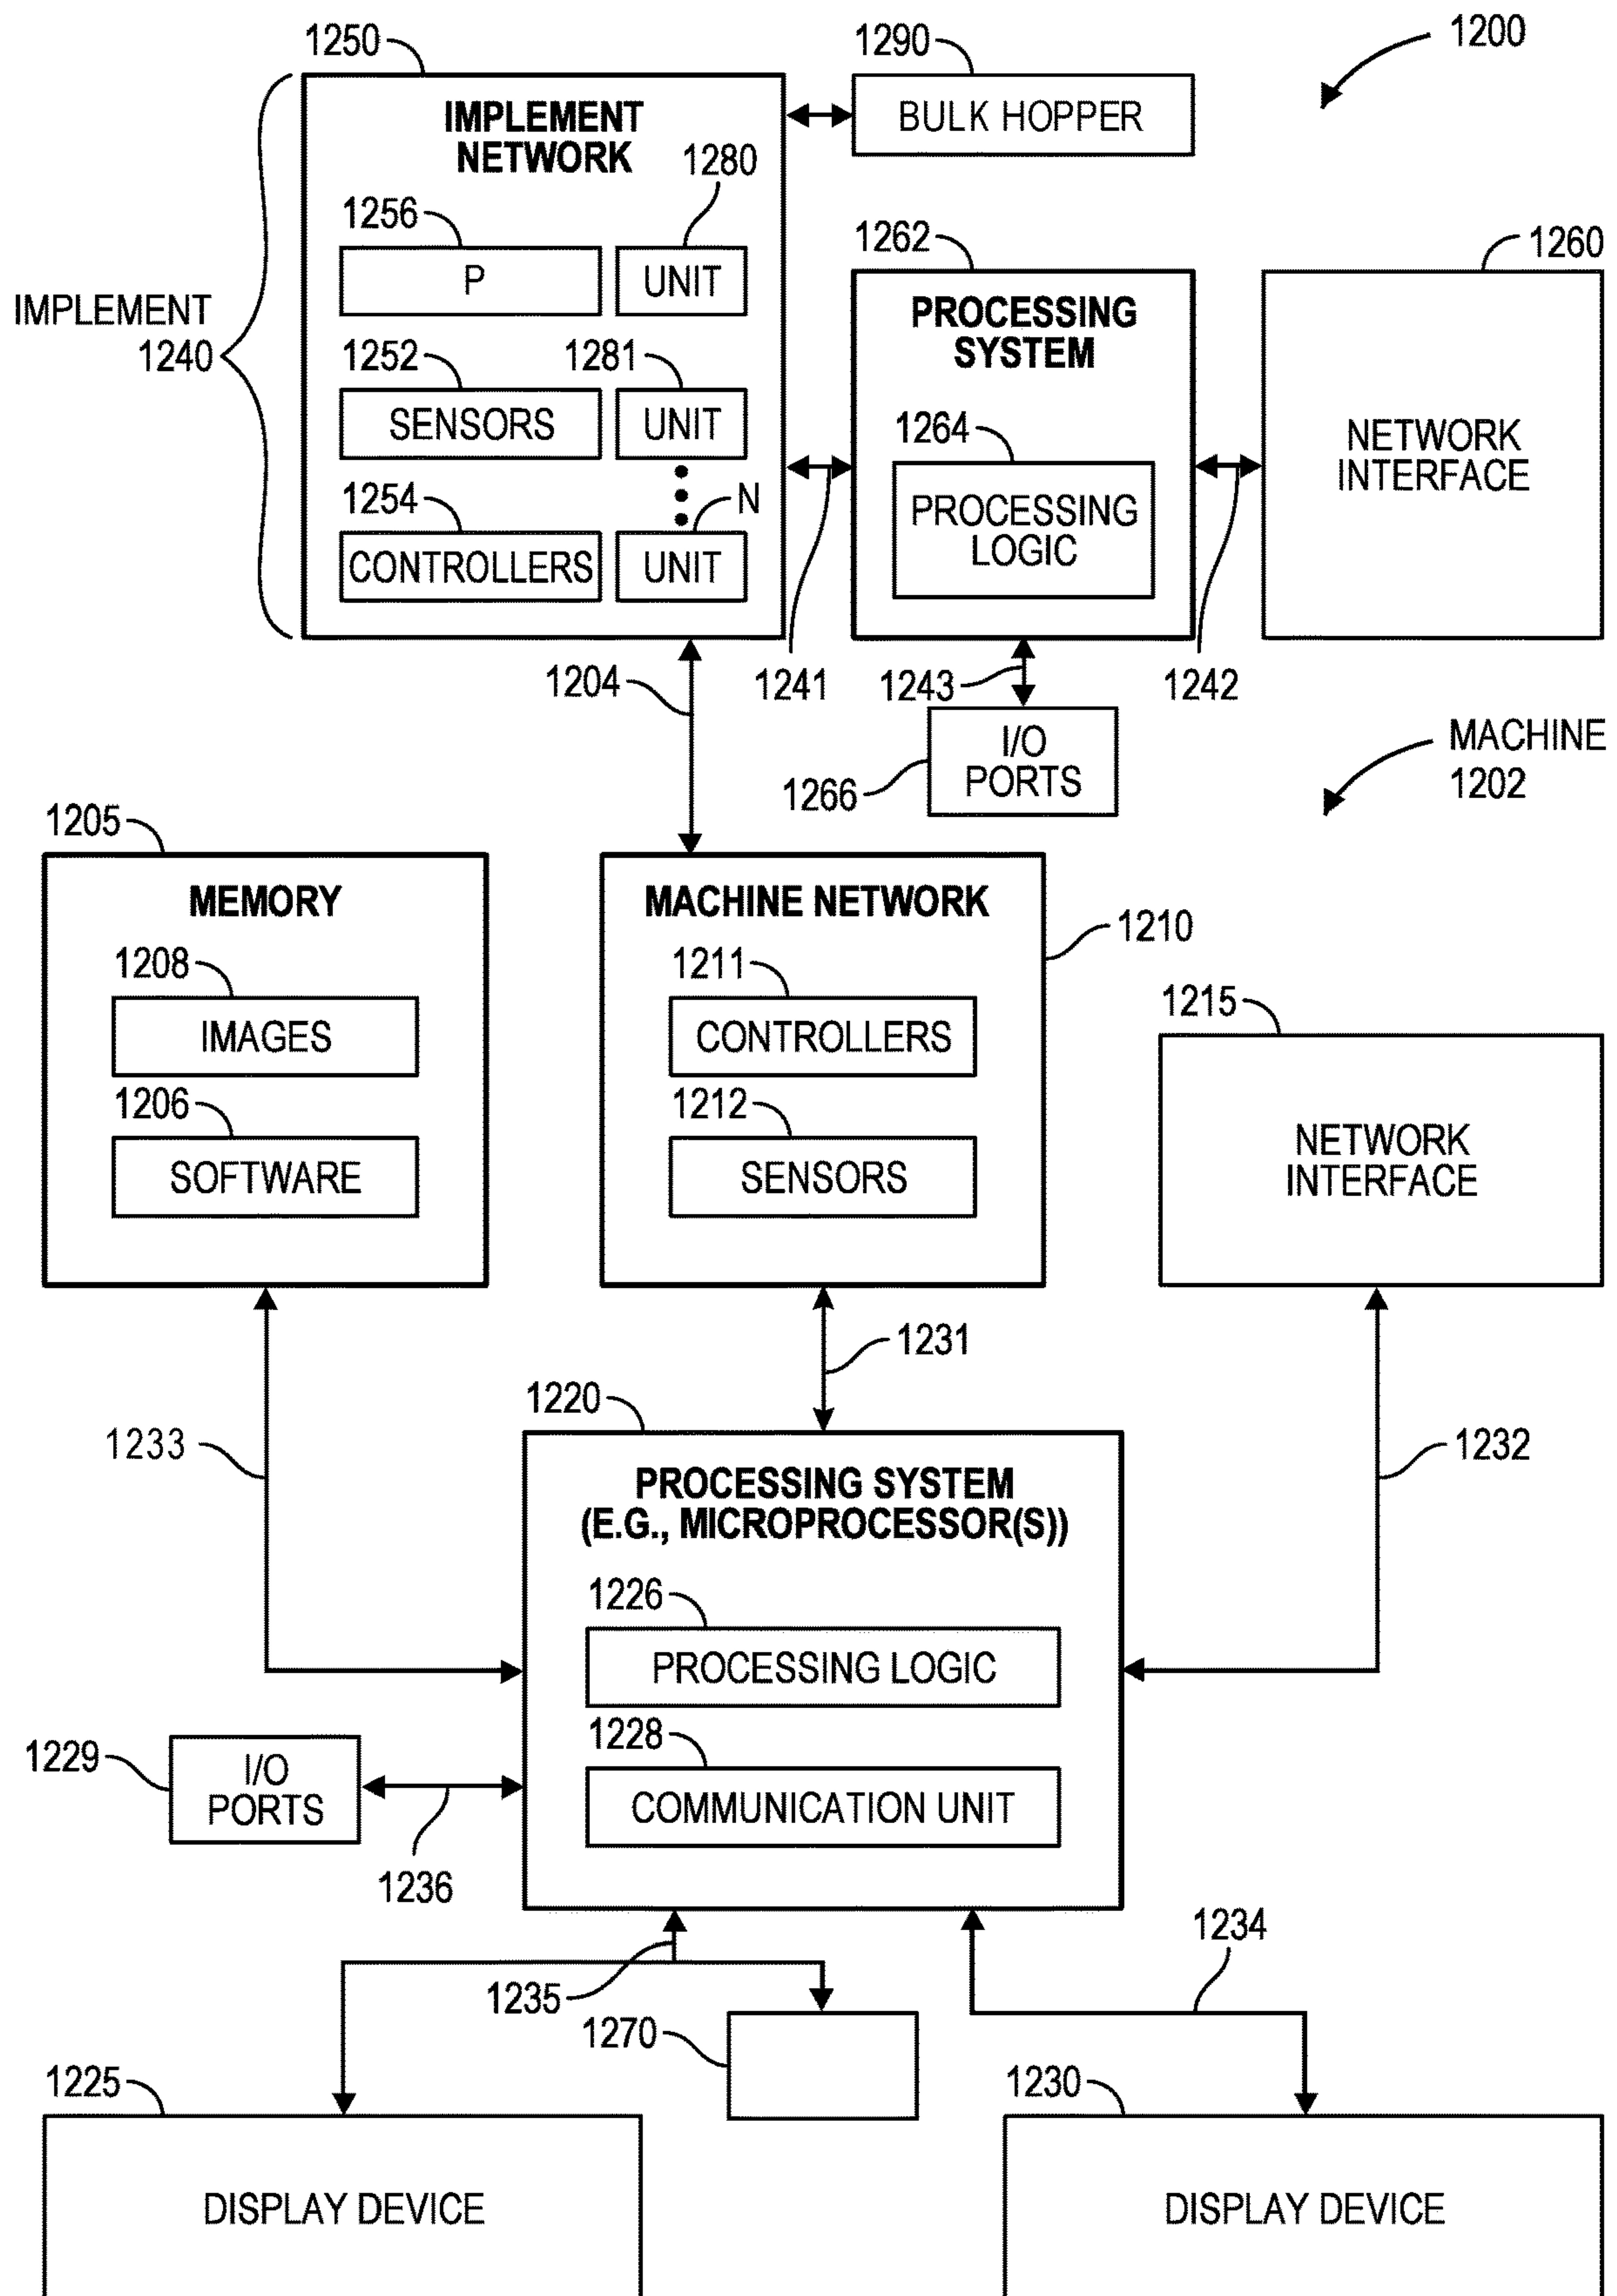 1250
1290
1200
IMPLEMENT
NETWORK
BULK HOPPER
1280
1256
P
UNIT
1262
1260
IMPLEMENT
1240
PROCESSING
SYSTEM
1252
1281
SENSORS
UNIT
1264
NETWORK
INTERFACE
1254
N
PROCESSING
LOGIC
CONTROLLERS
UNIT
1204
1241
1243
1242
I/O
PORTS
1266
MACHINE
1202
1205
MEMORY
MACHINE NETWORK
1210
1208
1211
1215
IMAGES
CONTROLLERS
1206
1212
SOFTWARE
SENSORS
NETWORK
INTERFACE
1231
1220
1233
1232
PROCESSING SYSTEM
(E.G., MICROPROCESSOR(S))
1226
PROCESSING LOGIC
1228
1229
I/O
PORTS
COMMUNICATION UNIT
1236
1234
1235
1270
1225
1230
DISPLAY DEVICE
DISPLAY DEVICE